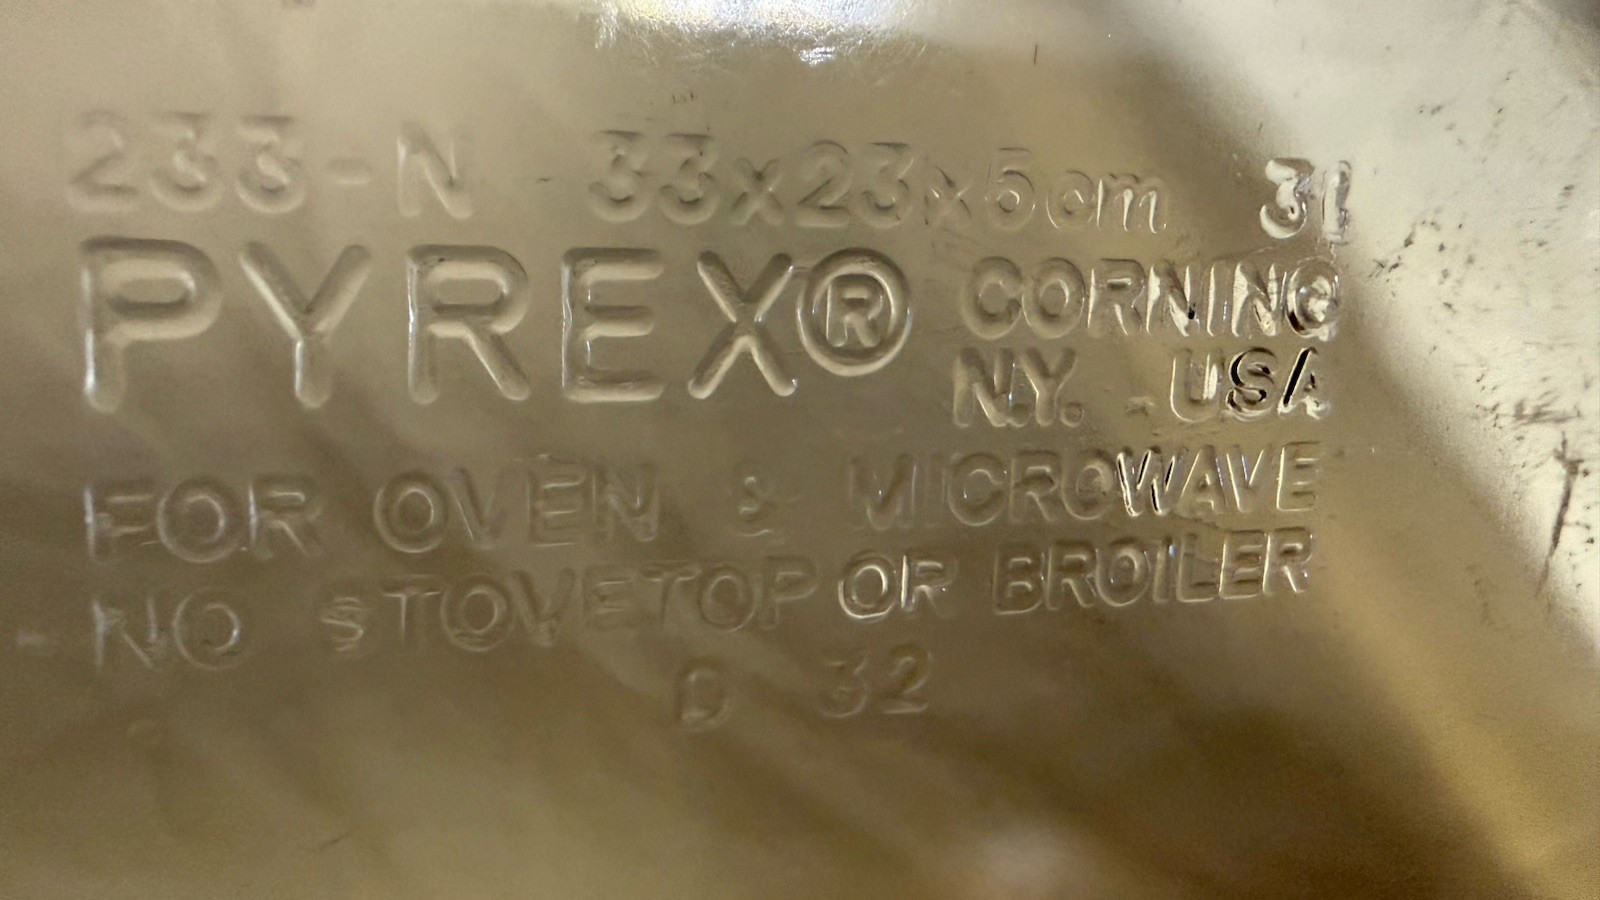 233-N 33x23x5cm 3l
PYREX® CORNING
N.Y. USA
FOR OVEN & MICROWAVE
NO STOVETOP OR BROILER
D 32